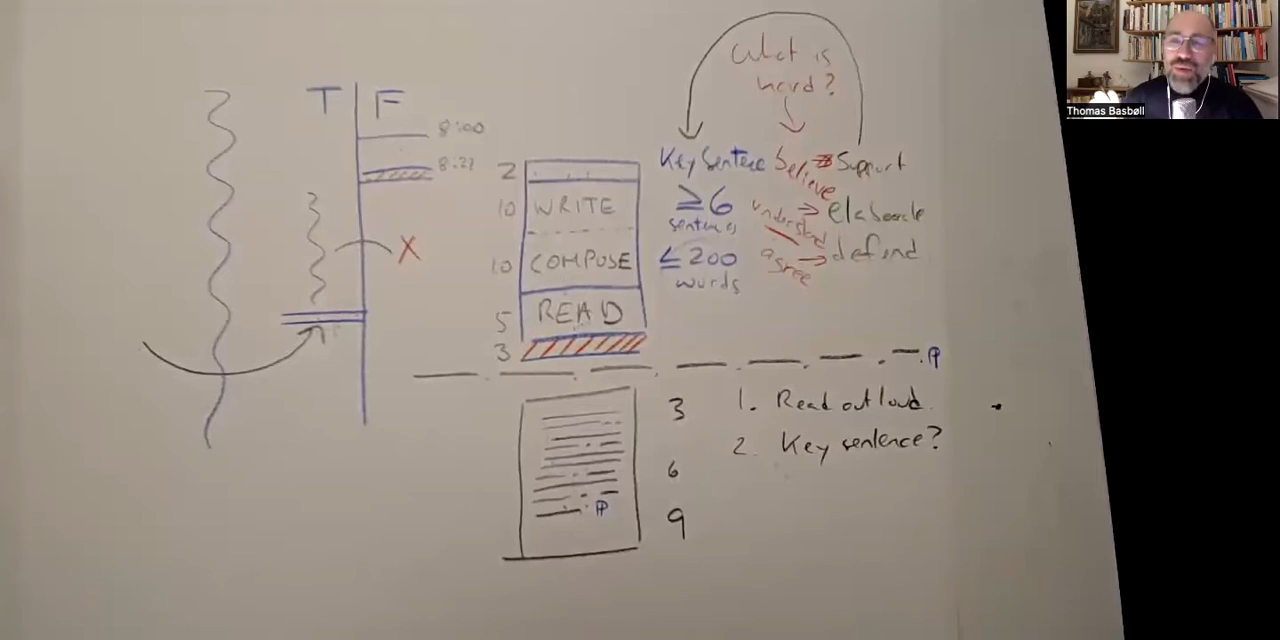 Thomas Basbøll
T F
8:00
8:27
X
What is
hard?
Key Sentence
believe → Support
≥6
sentences
understand → elaborate
≤ 200
words
agree → defend
2
10 WRITE
10 COMPOSE
5 READ
3
¶
3 1. Read out loud.
2. Key sentence?
6
¶
9